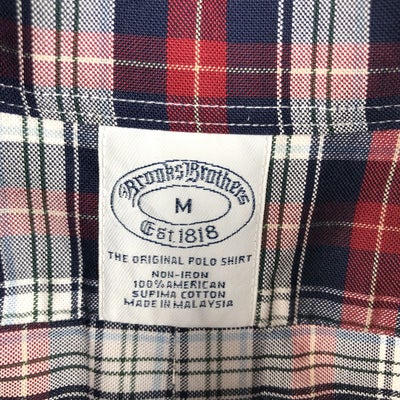 Brooks Brothers
M
Est. 1818
THE ORIGINAL POLO SHIRT
NON-IRON
100% AMERICAN
SUPIMA COTTON
MADE IN MALAYSIA